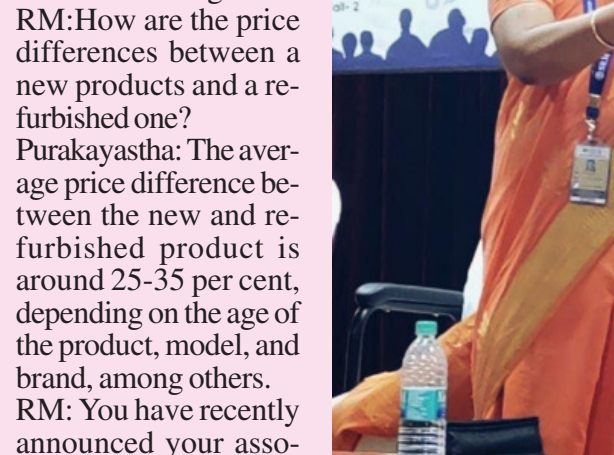 RM:How are the price
differences between a
new products and a re-
furbished one?
Purakayastha: The aver-
age price difference be-
tween the new and re-
furbished product is
around 25-35 per cent,
depending on the age of
the product, model, and
brand, among others.
RM: You have recently
announced your asso-